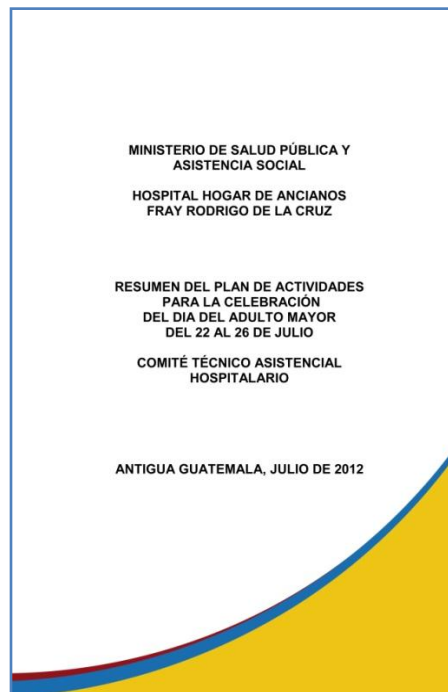 MINISTERIO DE SALUD PÚBLICA Y
ASISTENCIA SOCIAL
HOSPITAL HOGAR DE ANCIANOS
FRAY RODRIGO DE LA CRUZ
RESUMEN DEL PLAN DE ACTIVIDADES
PARA LA CELEBRACIÓN
DEL DIA DEL ADULTO MAYOR
DEL 22 AL 26 DE JULIO
COMITÉ TÉCNICO ASISTENCIAL
HOSPITALARIO
ANTIGUA GUATEMALA, JULIO DE 2012